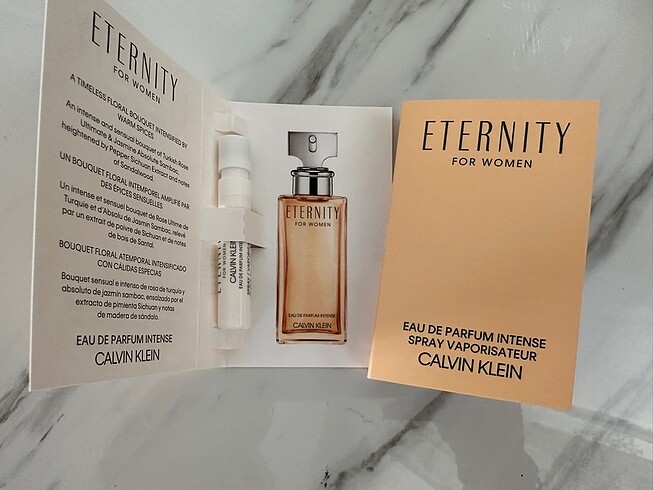 ETERNITY
FOR WOMEN
A TIMELESS FLORAL BOUQUET INTENSIFIED BY
WARM SPICES
An intense and sensual bouquet of Turkish Rose
Ultimate & Jasmine Absolute Sambac,
heightened by Pepper Sichuan Extract and notes
of Sandalwood.
UN BOUQUET FLORAL INTEMPOREL AMPLIFIÉ PAR
DES ÉPICES SENSUELLES
Un intense et sensuel bouquet de Rose Ultime de
Turquie et d'Absolu de Jasmin Sambac, relevé
par un extrait de poivre de Sichuan et de notes
de bois de Santal.
BOUQUET FLORAL ATEMPORAL INTENSIFICADO
CON CÁLIDAS ESPECIAS
Bouquet sensual e intenso de rosa de turquía y
absoluto de jazmín sambac, ensalzado por el
extracto de pimienta Sichuan y notas
de madera de sándalo.
EAU DE PARFUM INTENSE
CALVIN KLEIN
FOR WOMEN
CALVIN KLEIN
EAU DE PARFUM
ETERNITY
FOR WOMEN
EAU DE PARFUM INTENSE
CALVIN KLEIN
ETERNITY
FOR WOMEN
EAU DE PARFUM INTENSE
SPRAY VAPORISATEUR
CALVIN KLEIN